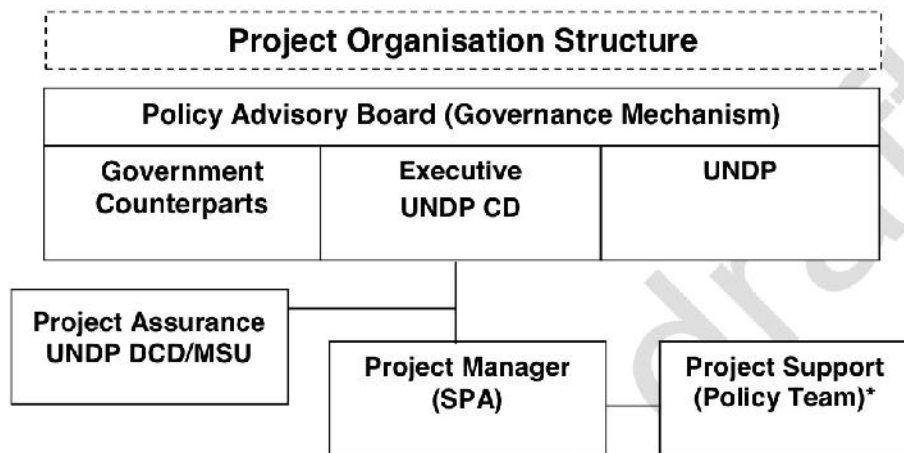 Project Organisation Structure
Policy Advisory Board (Governance Mechanism)
Government
Counterparts
Executive
UNDP CD
UNDP
Project Assurance
UNDP DCD/MSU
Project Manager
(SPA)
Project Support
(Policy Team)*
draft